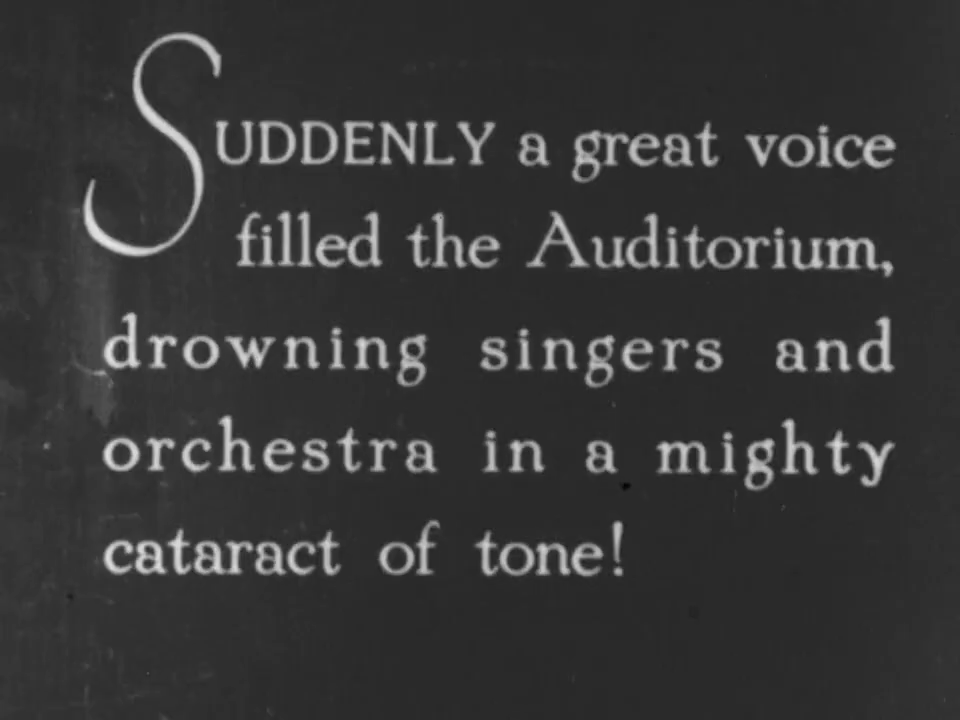 SUDDENLY a great voice
filled the Auditorium,
drowning singers and
orchestra in a mighty
cataract of tone!